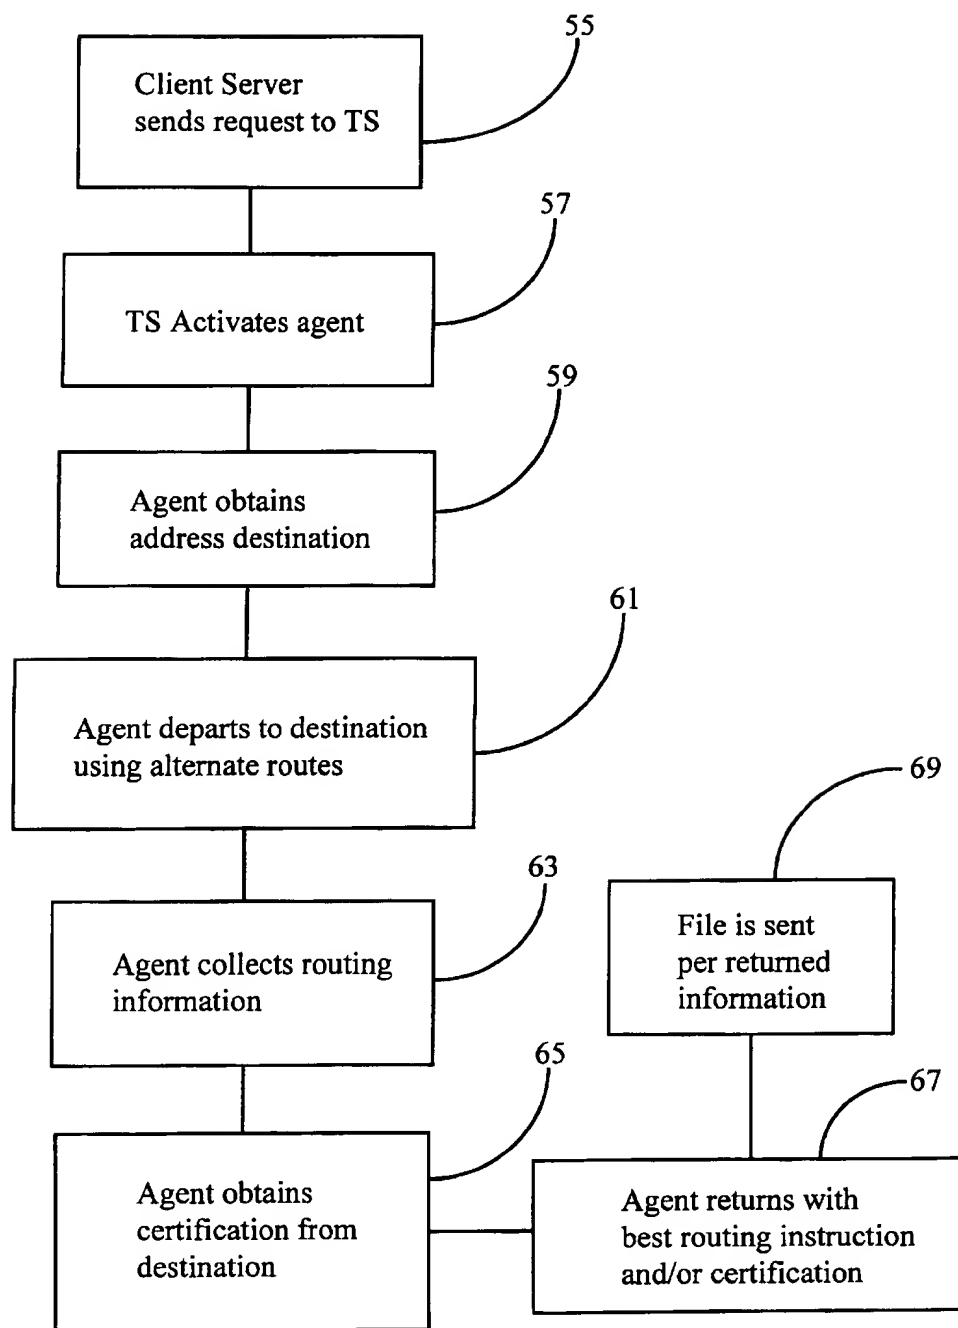 55
Client Server
sends request to TS
57
TS Activates agent
59
Agent obtains
address destination
61
Agent departs to destination
using alternate routes
63
Agent collects routing
information
65
Agent obtains
certification from
destination
67
Agent returns with
best routing instruction
and/or certification
69
File is sent
per returned
information